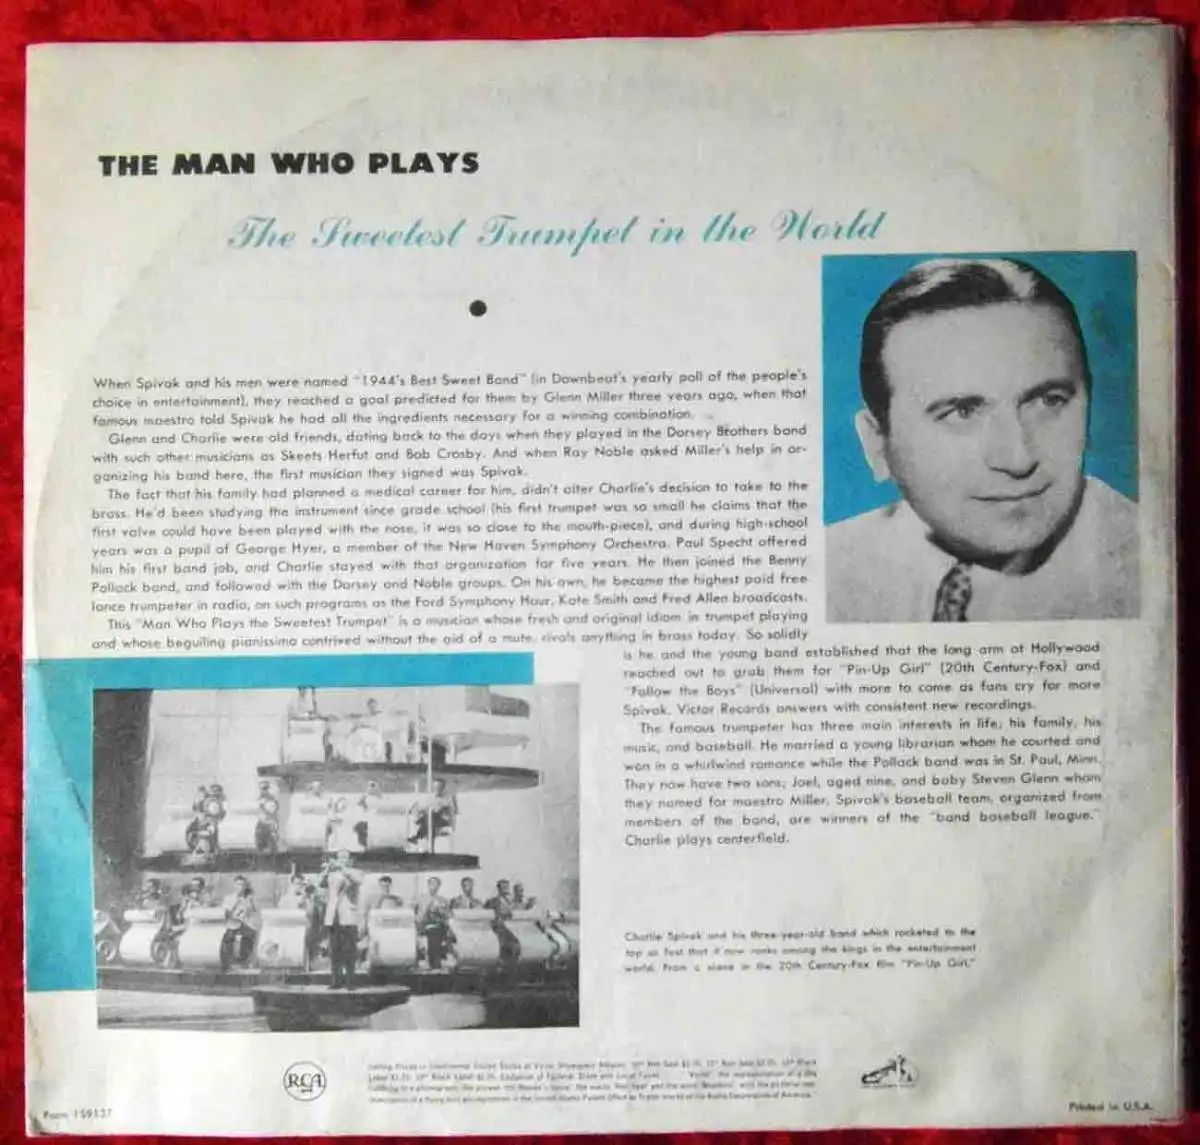 THE MAN WHO PLAYS
The Sweetest Trumpet in the World
When Spivak and his men were named "1944's Best Sweet Band" (in Downbeat's yearly poll of the people's
choice in entertainment), they reached a goal predicted for them by Glenn Miller three years ago, when that
famous maestro told Spivak he had all the ingredients necessary for a winning combination.
Glenn and Charlie were old friends, dating back to the days when they played in the Dorsey Brothers band
with such other musicians as Skeets Herfut and Bob Crosby. And when Ray Noble asked Miller's help in or-
ganizing his band here, the first musician they signed was Spivak.
The fact that his family had planned a medical career for him, didn't alter Charlie's decision to take to the
brass. He'd been studying the instrument since grade school (his first trumpet was so small he claims that the
first valve could have been played with the nose, it was so close to the mouth-piece), and during high-school
years was a pupil of George Hyer, a member of the New Haven Symphony Orchestra. Paul Specht offered
him his first band job, and Charlie stayed with that organization for five years. He then joined the Benny
Pollack band, and followed with the Dorsey and Noble groups. On his own, he became the highest paid free
lance trumpeter in radio, on such programs as the Ford Symphony Hour, Kate Smith and Fred Allen broadcasts.
This "Man Who Plays the Sweetest Trumpet" is a musician whose fresh and original idiom in trumpet playing
and whose beguiling pianissimo contrived without the aid of a mute, rivals anything in brass today. So solidly
is he and the young band established that the long arm of Hollywood
reached out to grab them for "Pin-Up Girl" (20th Century-Fox) and
"Follow the Boys" (Universal) with more to come as fans cry for more
Spivak. Victor Records answers with consistent new recordings.
The famous trumpeter has three main interests in life; his family, his
music, and baseball. He married a young librarian whom he courted and
won in a whirlwind romance while the Pollack band was in St. Paul, Minn.
They now have two sons; Joel, aged nine, and baby Steven Glenn whom
they named for maestro Miller. Spivak's baseball team, organized from
members of the band, are winners of the "band baseball league."
Charlie plays centerfield.
Charlie Spivak and his three-year-old band which rocketed to the
top so fast that it now ranks among the kings in the entertainment
world. From a scene in the 20th Century-Fox film "Pin-Up Girl."
RCA
Form 159137
Printed in U.S.A.